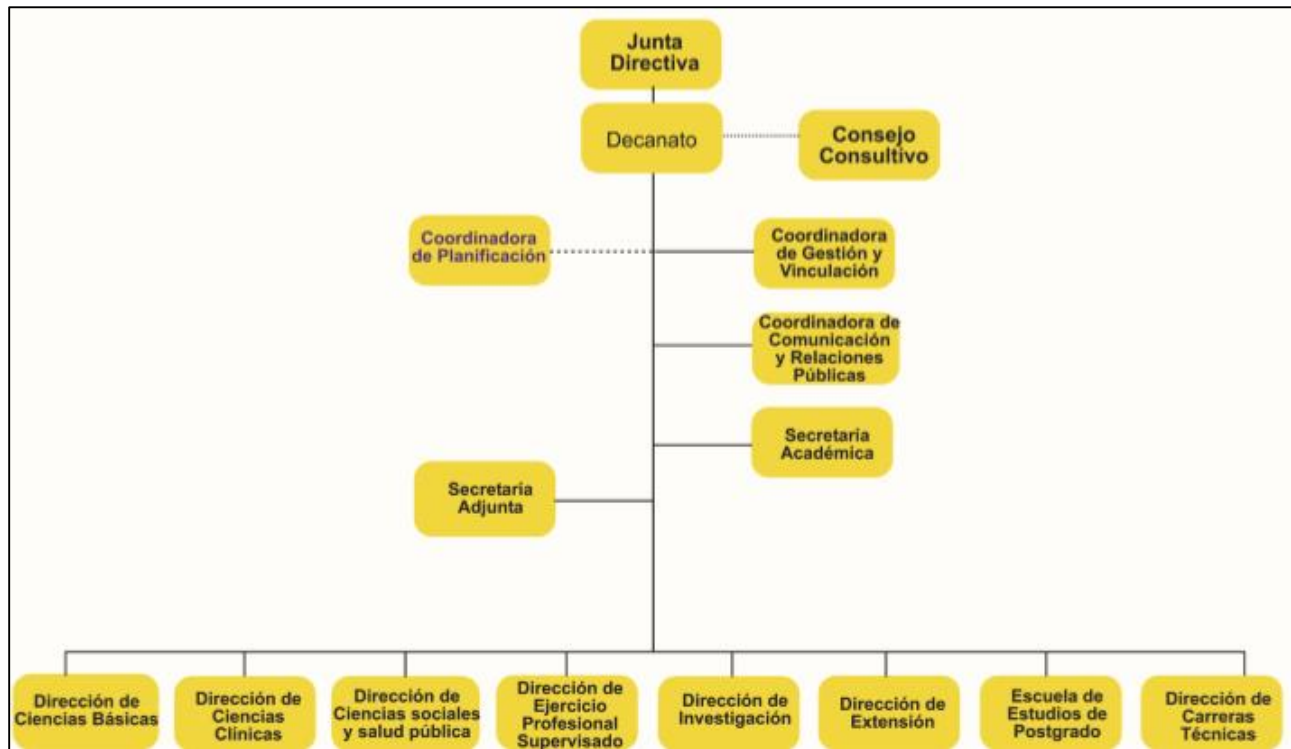 Junta
Directiva
Decanato
Consejo
Consultivo
Coordinadora
de Planificación
Coordinadora
de Gestión y
Vinculación
Coordinadora de
Comunicación
y Relaciones
Públicas
Secretaria
Académica
Secretaria
Adjunta
Dirección de
Ciencias Básicas
Dirección de
Ciencias
Clínicas
Dirección de
Ciencias sociales
y salud pública
Dirección de
Ejercicio
Profesional
Supervisado
Dirección de
Investigación
Dirección de
Extensión
Escuela de
Estudios de
Postgrado
Dirección de
Carreras
Técnicas